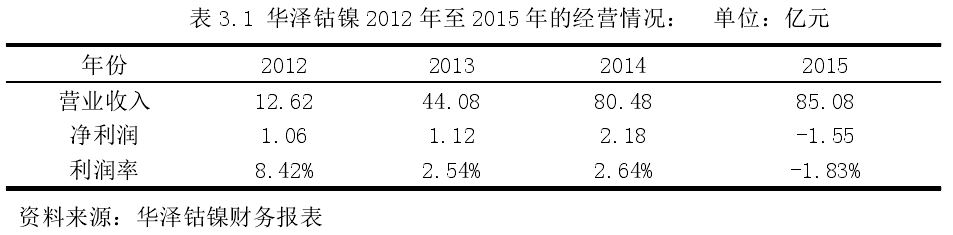 表 3.1 华泽钴镍 2012 年至 2015 年的经营情况： 单位：亿元
年份 2012 2013 2014 2015
营业收入 12.62 44.08 80.48 85.08
净利润 1.06 1.12 2.18 -1.55
利润率 8.42% 2.54% 2.64% -1.83%
资料来源：华泽钴镍财务报表